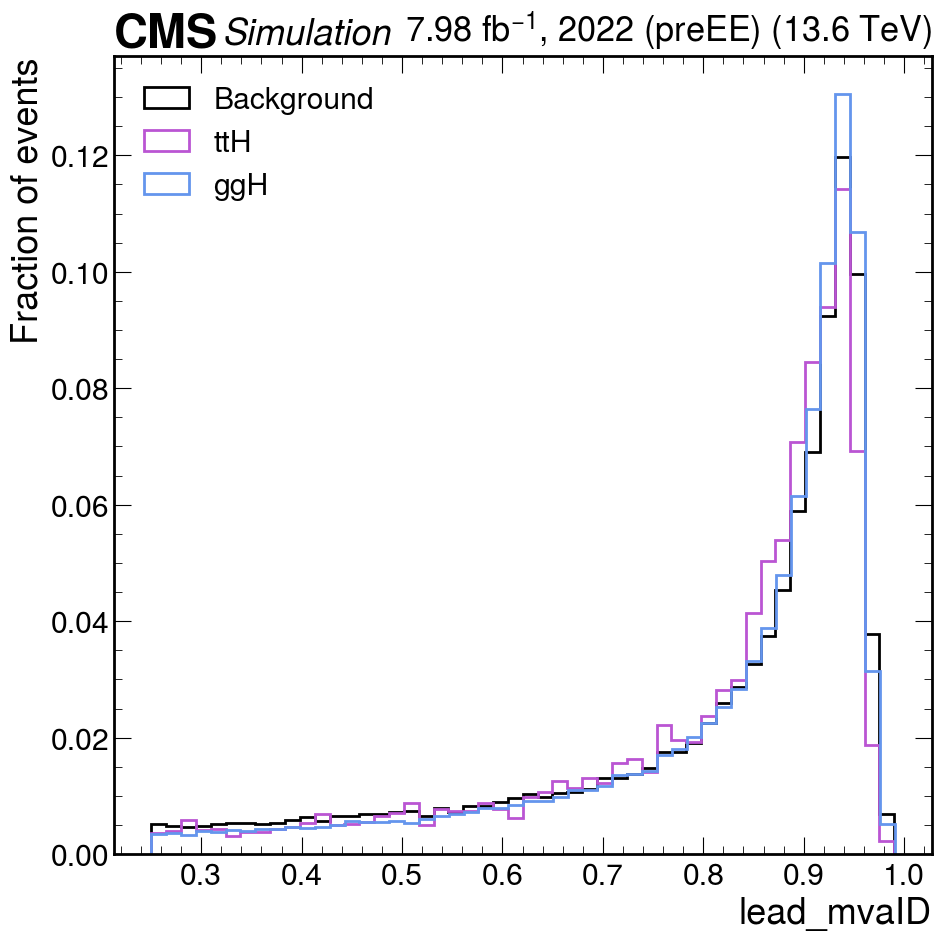 CMS Simulation 7.98 fb⁻¹, 2022 (preEE) (13.6 TeV)
Fraction of events
Background
ttH
ggH
0.12
0.10
0.08
0.06
0.04
0.02
0.00
0.3 0.4 0.5 0.6 0.7 0.8 0.9 1.0
lead_mvaID